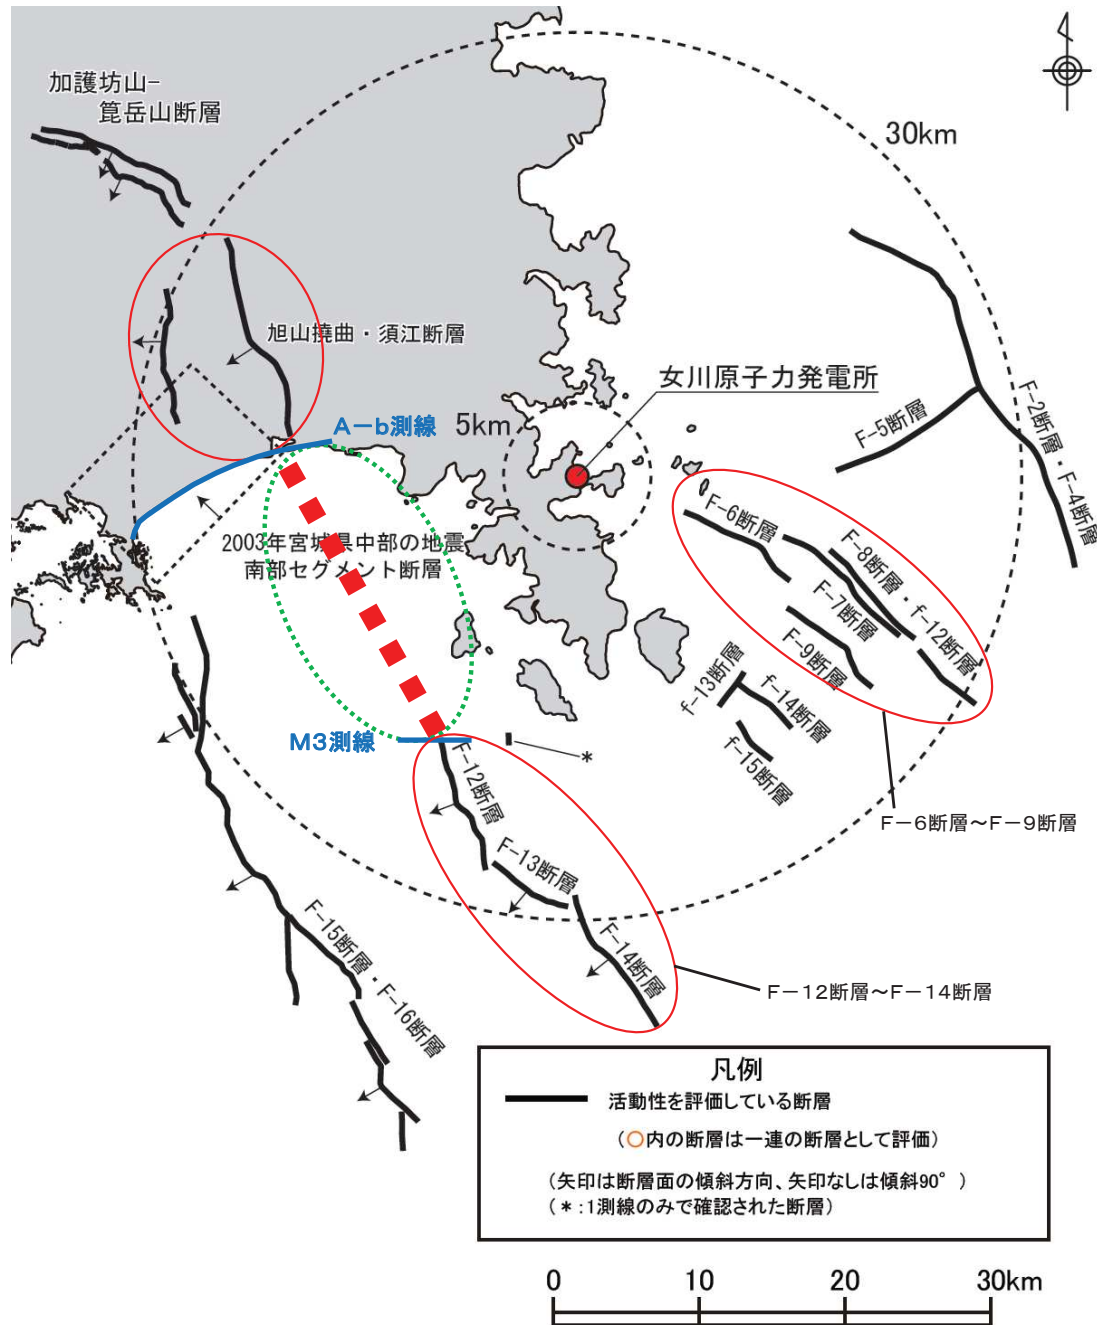 加護坊山−
箆岳山断層
30km
旭山撓曲・須江断層
女川原子力発電所
A−b測線
5km
F-5断層
F-2断層・F-4断層
2003年宮城県中部の地震
南部セグメント断層
F-6断層
F-8断層・f-12断層
F-7断層
F-9断層
f-13断層
f-14断層
f-15断層
M3測線
*
F-12断層
F−6断層～F−9断層
F-13断層
F-14断層
F−12断層～F−14断層
F-15断層・F-16断層
凡例
活動性を評価している断層
（○内の断層は一連の断層として評価）
（矢印は断層面の傾斜方向、矢印なしは傾斜90°）
（＊:1測線のみで確認された断層）
0 10 20 30km